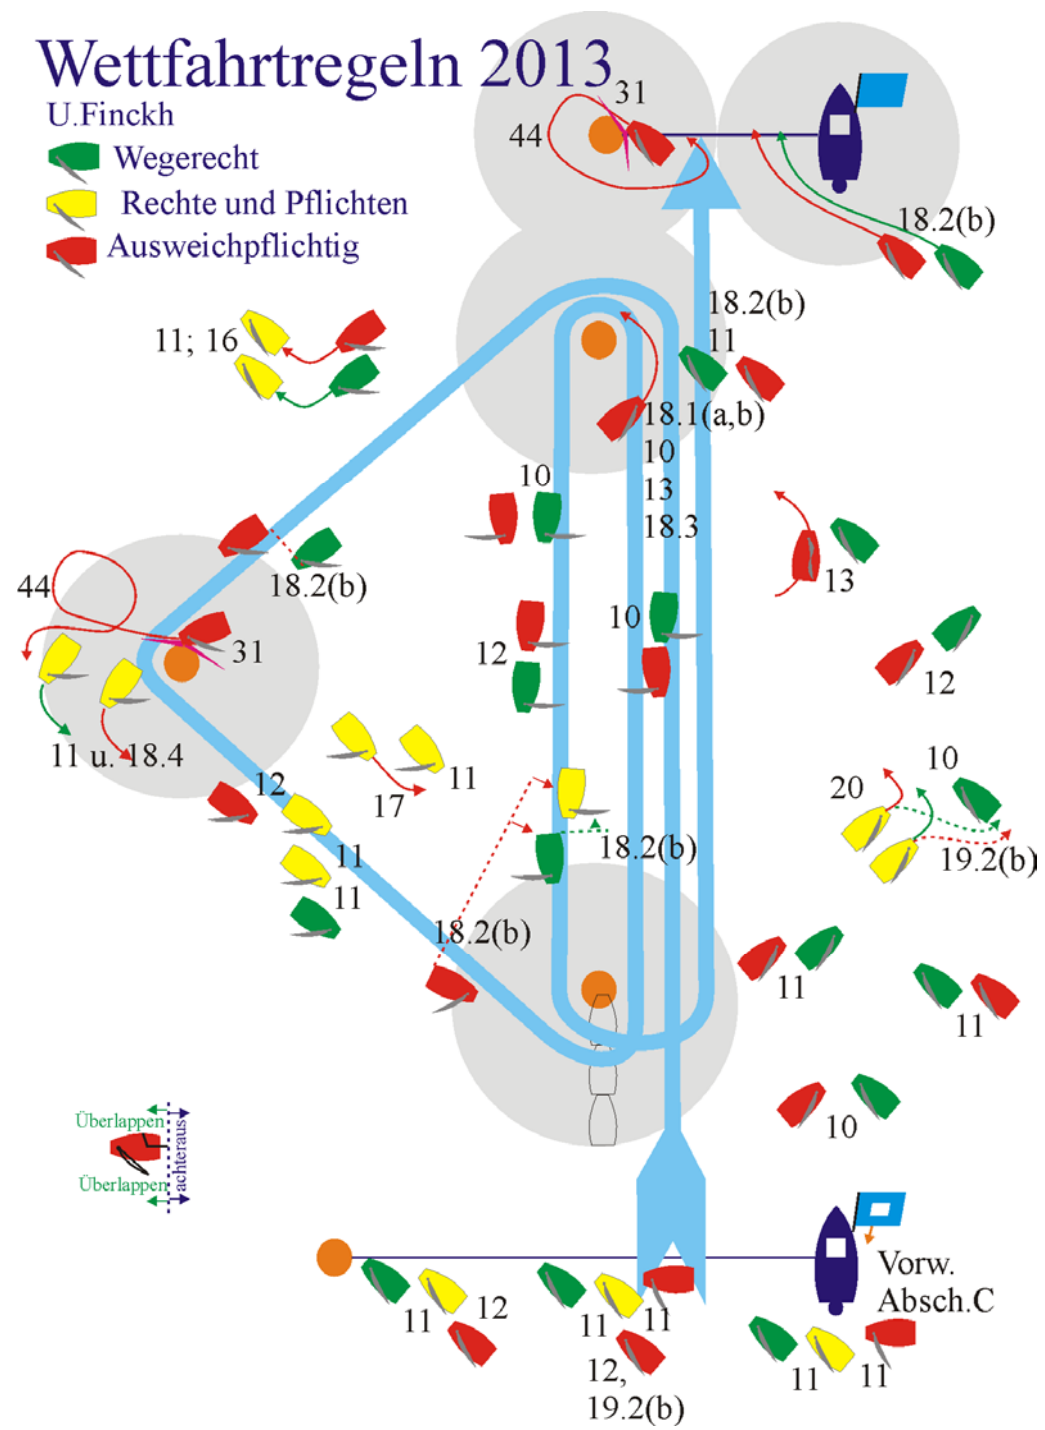 Wettfahrtregeln 2013
U.Finckh
Wegerecht
Rechte und Pflichten
Ausweichpflichtig
31
44
18.2(b)
11; 16
18.2(b)
11
18.1(a,b)
10
13
18.3
10
13
18.2(b)
44
31
10
12
12
11 u. 18.4
12
17
11
10
20
19.2(b)
18.2(b)
11
11
18.2(b)
11
11
10
Überlappen
achteraus
Überlappen
Vorw.
Absch.C
11
12
11
11
12,
19.2(b)
11
11